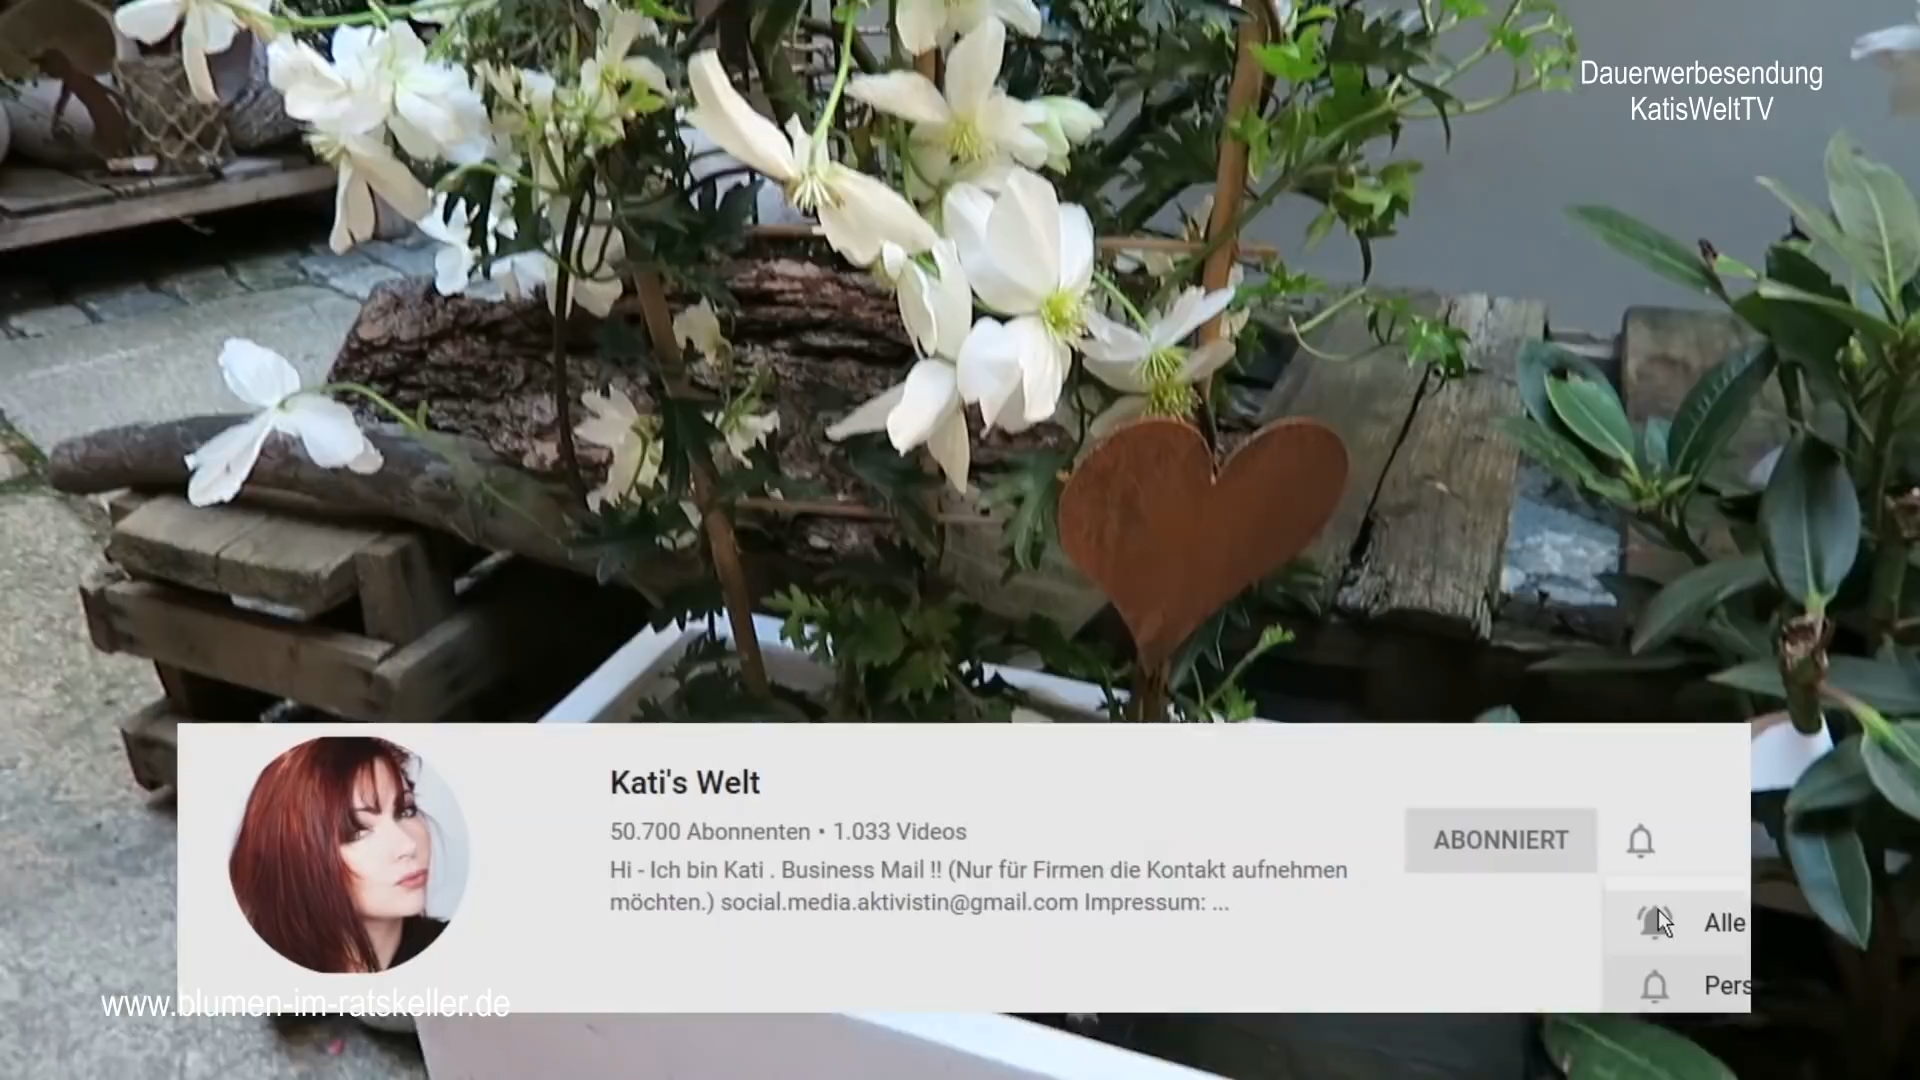 Dauerwerbesendung
KatisWeltTV
Kati's Welt
50.700 Abonnenten • 1.033 Videos
Hi - Ich bin Kati . Business Mail !! (Nur für Firmen die Kontakt aufnehmen
möchten.) social.media.aktivistin@gmail.com Impressum: ...
ABONNIERT
Alle
Pers
www.blumen-im-ratskeller.de